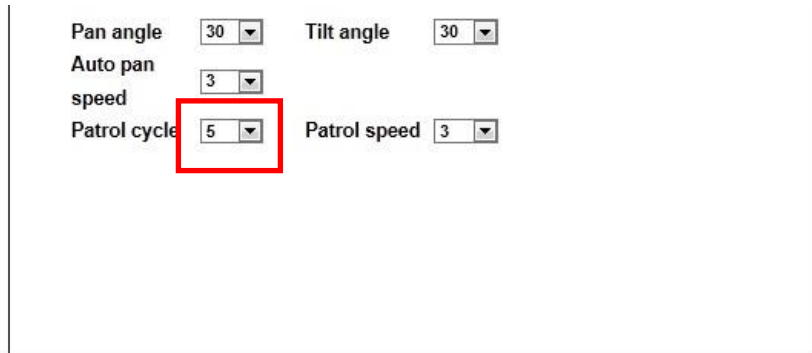 Pan angle 30 Tilt angle 30
Auto pan
speed 3
Patrol cycle 5 Patrol speed 3